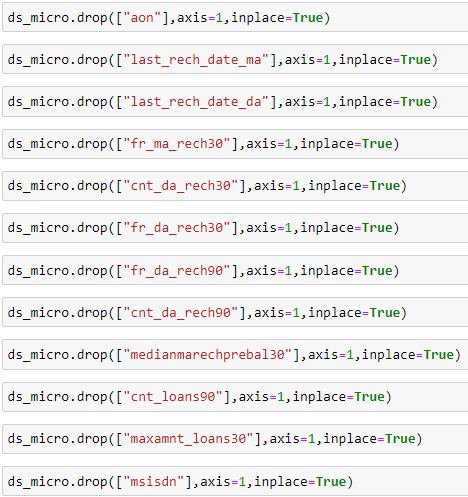 ds_micro.drop(["aon"],axis=1,inplace=True)
ds_micro.drop(["last_rech_date_ma"],axis=1,inplace=True)
ds_micro.drop(["last_rech_date_da"],axis=1,inplace=True)
ds_micro.drop(["fr_ma_rech30"],axis=1,inplace=True)
ds_micro.drop(["cnt_da_rech30"],axis=1,inplace=True)
ds_micro.drop(["fr_da_rech30"],axis=1,inplace=True)
ds_micro.drop(["fr_da_rech90"],axis=1,inplace=True)
ds_micro.drop(["cnt_da_rech90"],axis=1,inplace=True)
ds_micro.drop(["medianmarechprebal30"],axis=1,inplace=True)
ds_micro.drop(["cnt_loans90"],axis=1,inplace=True)
ds_micro.drop(["maxamnt_loans30"],axis=1,inplace=True)
ds_micro.drop(["msisdn"],axis=1,inplace=True)